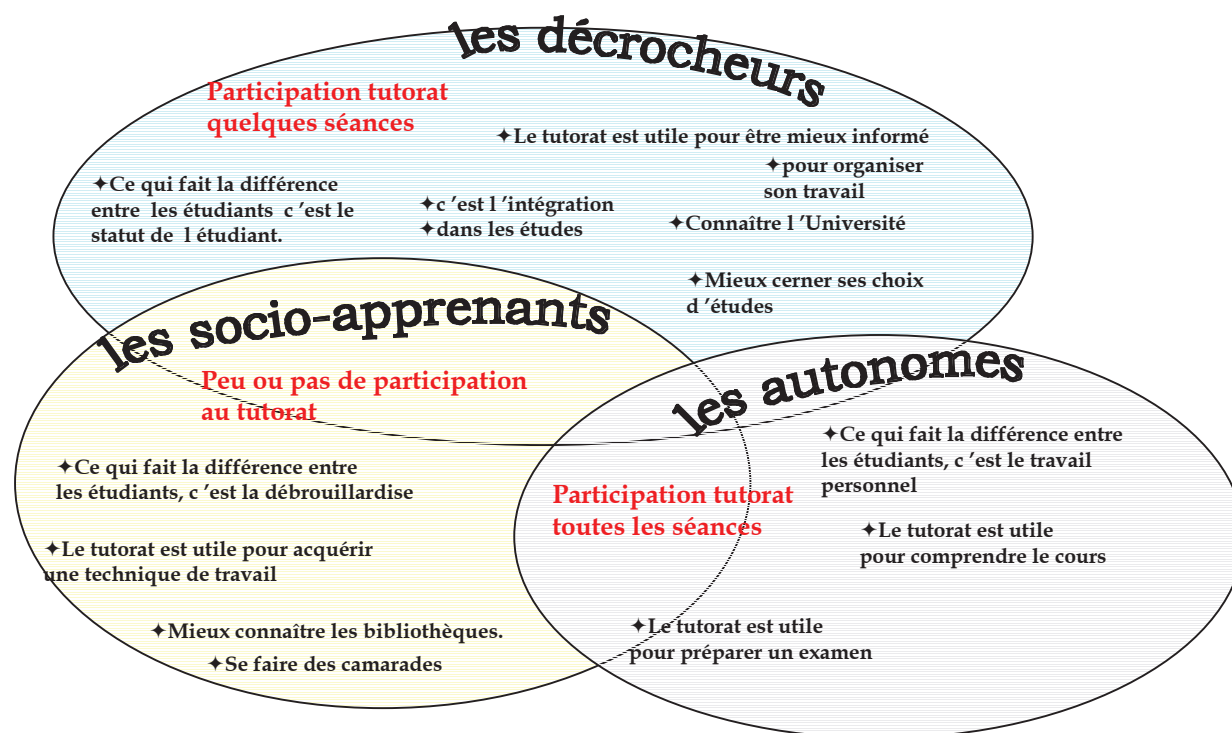 les décrocheurs
Participation tutorat
quelques séances
✦Le tutorat est utile pour être mieux informé
✦pour organiser
son travail
✦Ce qui fait la différence
entre les étudiants c ’est le
statut de l étudiant.
✦c ’est l ’intégration
✦dans les études
✦Connaître l ’Université
✦Mieux cerner ses choix
d ’études
les socio-apprenants
Peu ou pas de participation
au tutorat
✦Ce qui fait la différence entre
les étudiants, c ’est la débrouillardise
✦Le tutorat est utile pour acquérir
une technique de travail
✦Mieux connaître les bibliothèques.
✦Se faire des camarades
les autonomes
✦Ce qui fait la différence entre
les étudiants, c ’est le travail
personnel
Participation tutorat
toutes les séances
✦Le tutorat est utile
pour comprendre le cours
✦Le tutorat est utile
pour préparer un examen